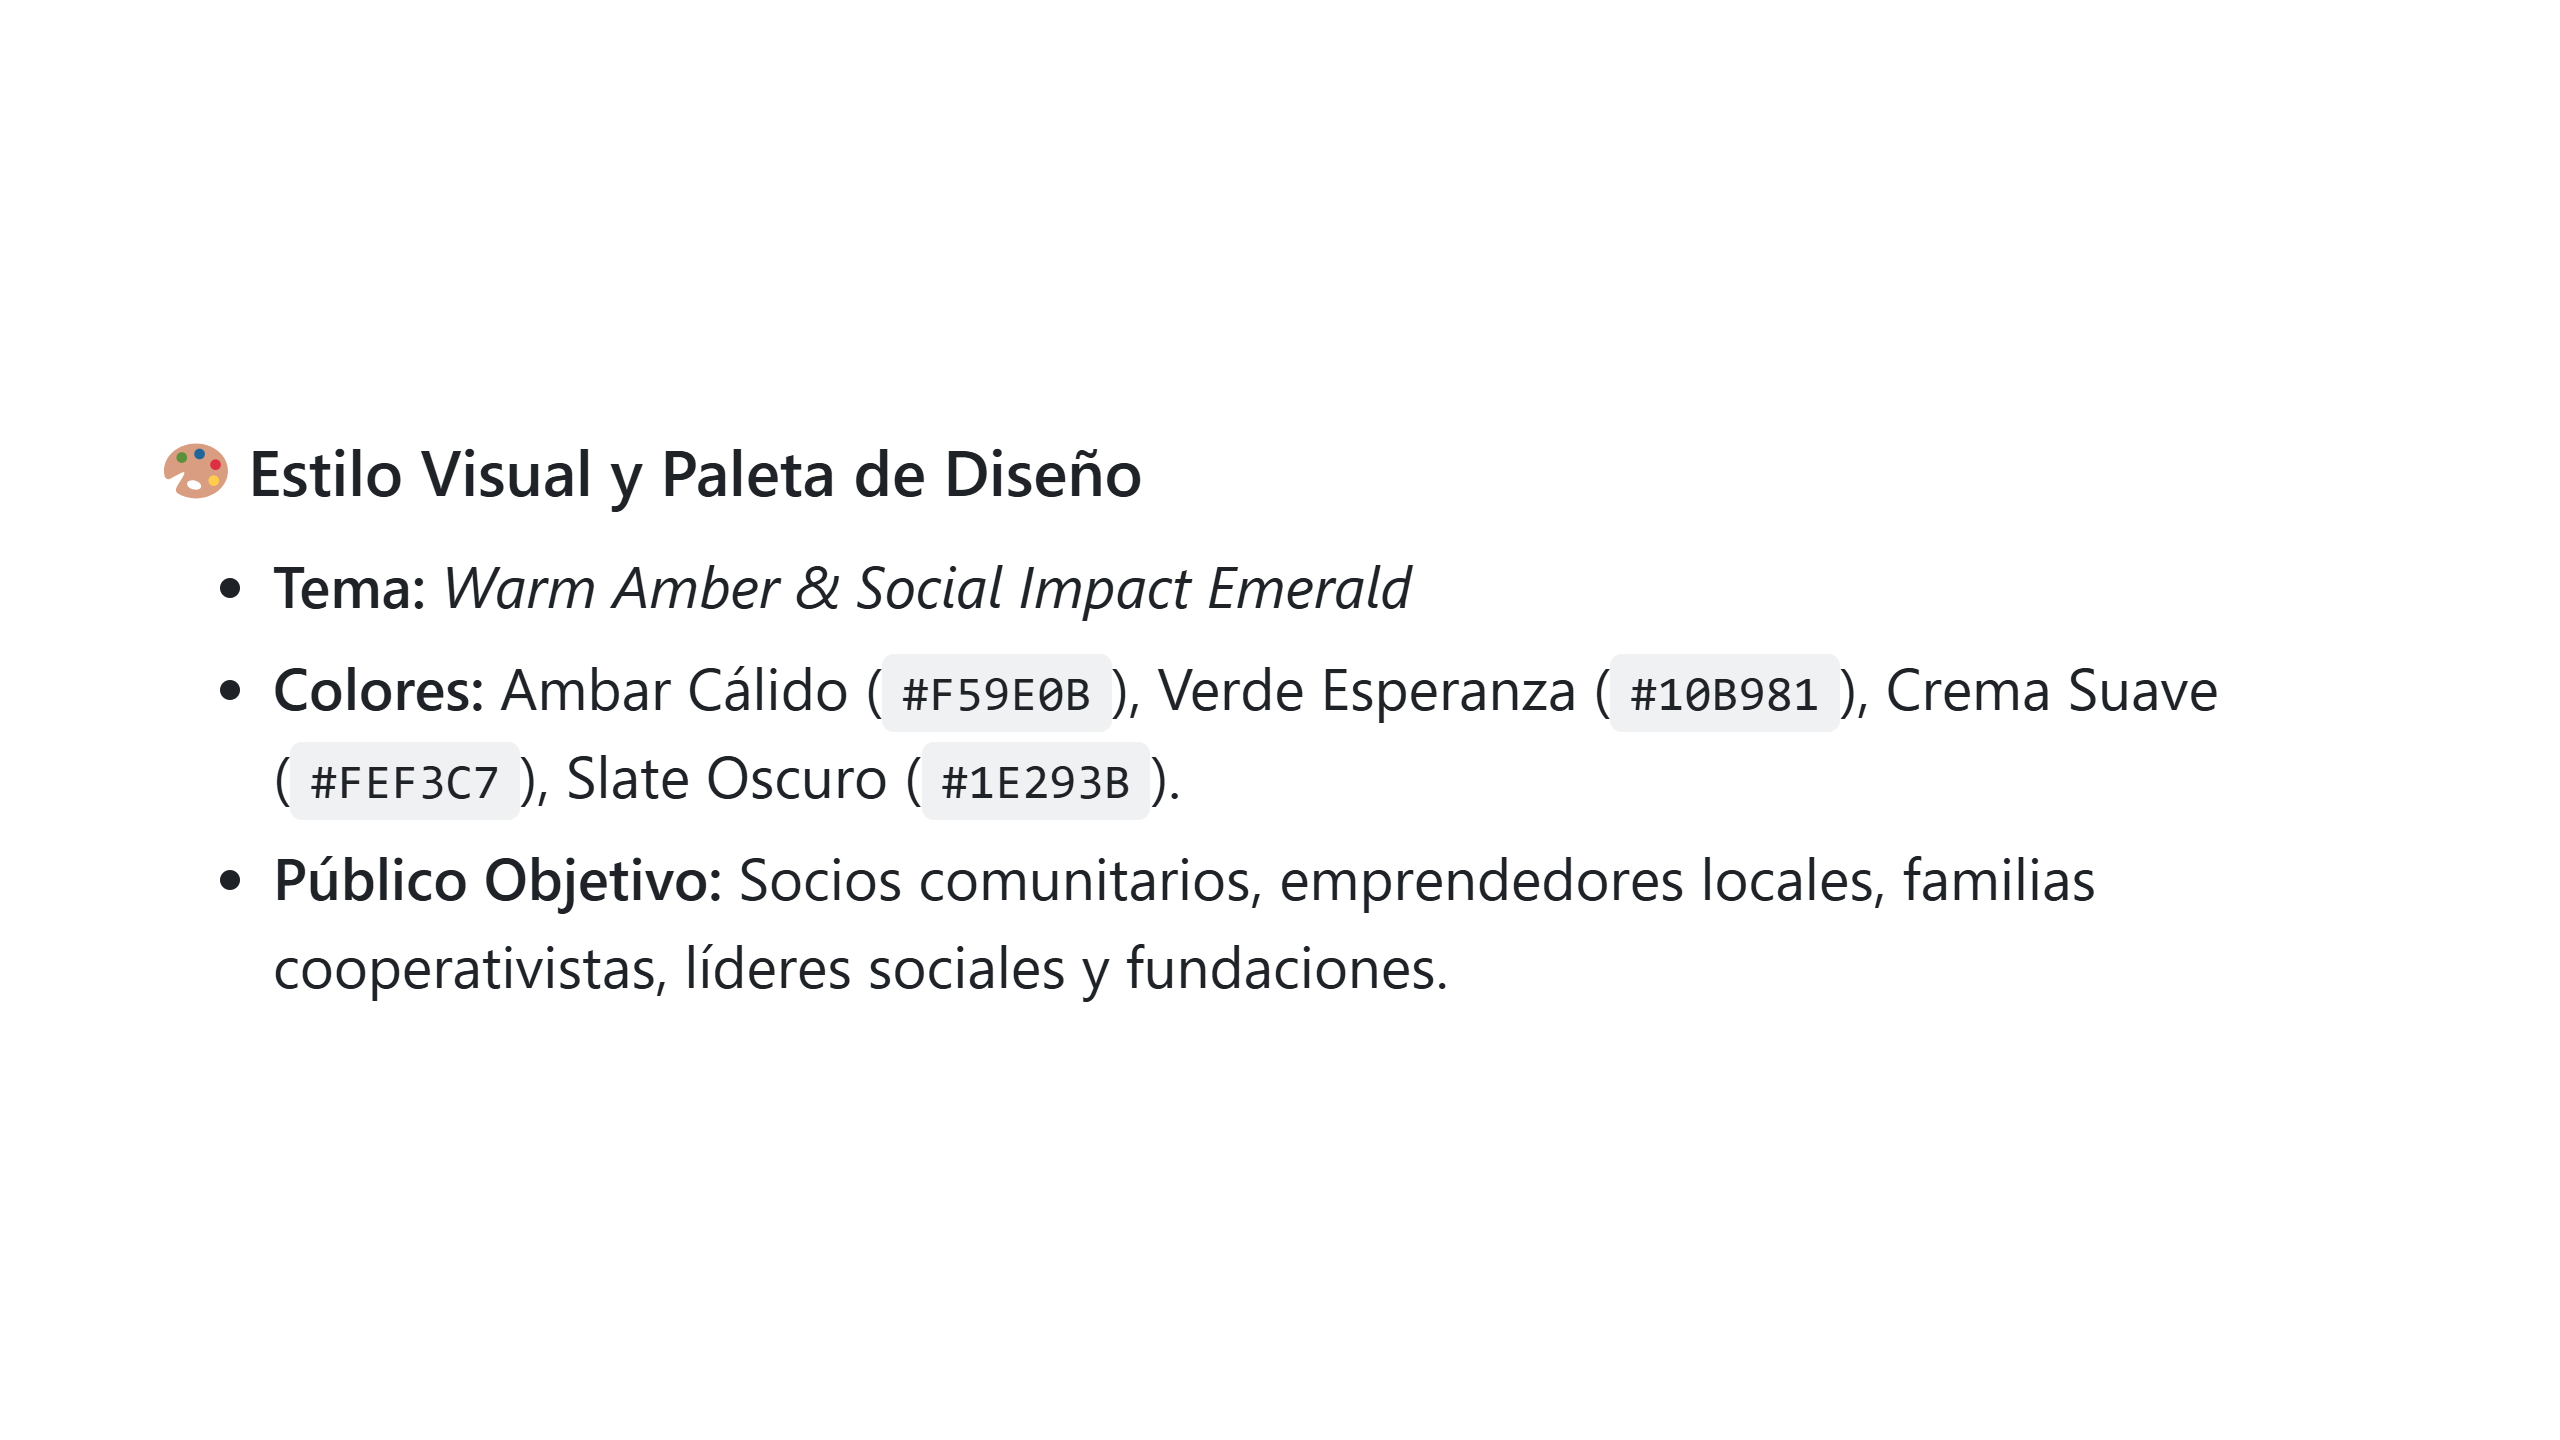 🎨 Estilo Visual y Paleta de Diseño
• Tema: Warm Amber & Social Impact Emerald
• Colores: Ambar Cálido ( #F59E0B ), Verde Esperanza ( #10B981 ), Crema Suave
( #FEF3C7 ), Slate Oscuro ( #1E293B ).
• Público Objetivo: Socios comunitarios, emprendedores locales, familias
cooperativistas, líderes sociales y fundaciones.